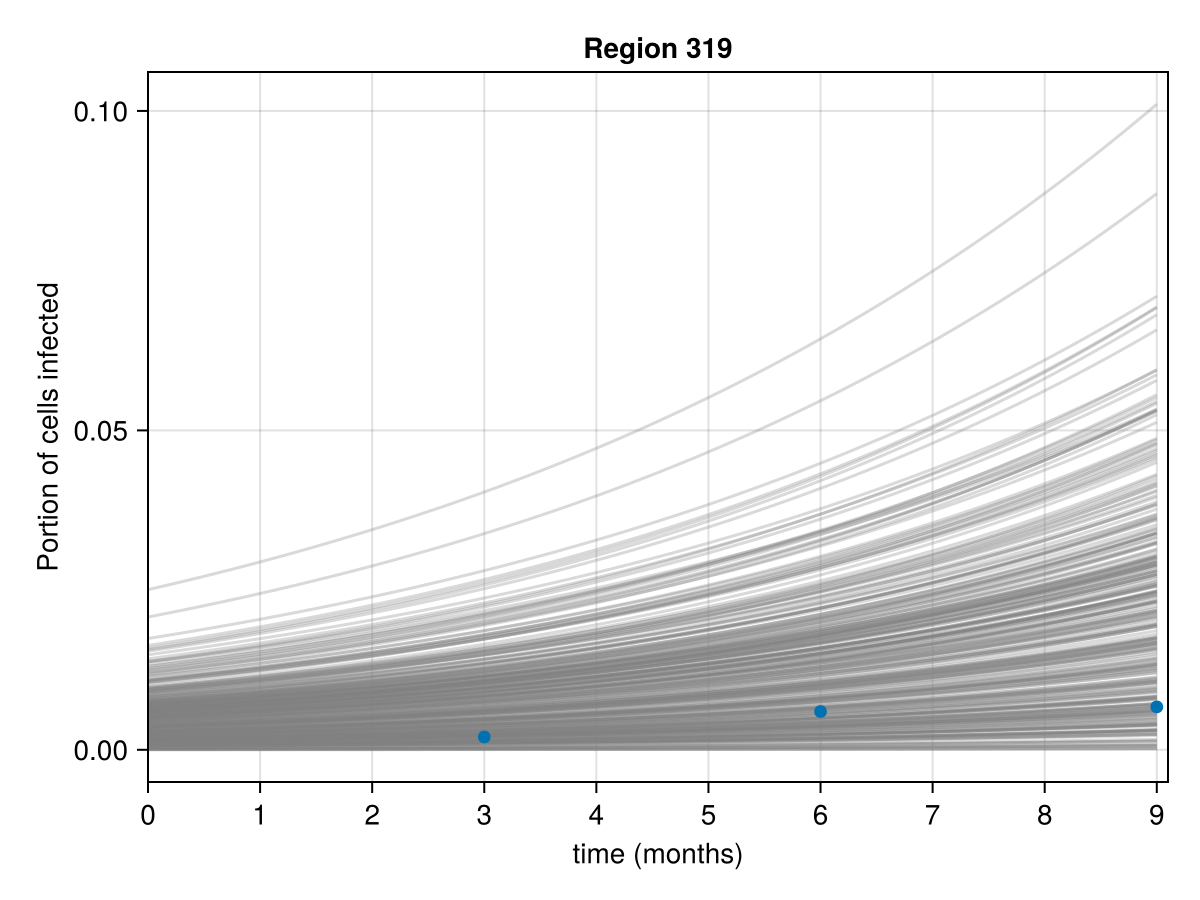 Region 319
0.10
0.05
0.00
Portion of cells infected
0 1 2 3 4 5 6 7 8 9
time (months)